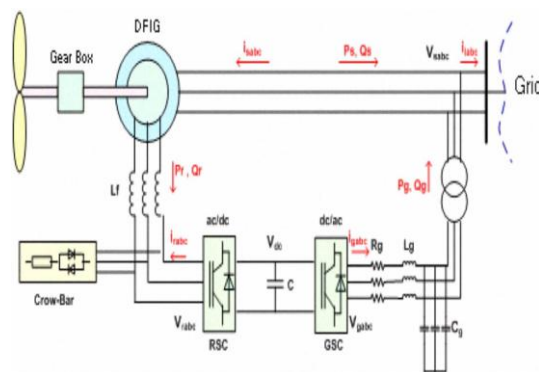 DFIG
Gear Box
isabc
Ps, Qs
Vsabc
ilabc
Grid
Pr , Qr
Lf
Pg, Qg
ac/dc
dc/ac
irabc
Vdc
igabc
Rg
Lg
C
Cg
Crow-Bar
Vrabc
Vgabc
RSC
GSC